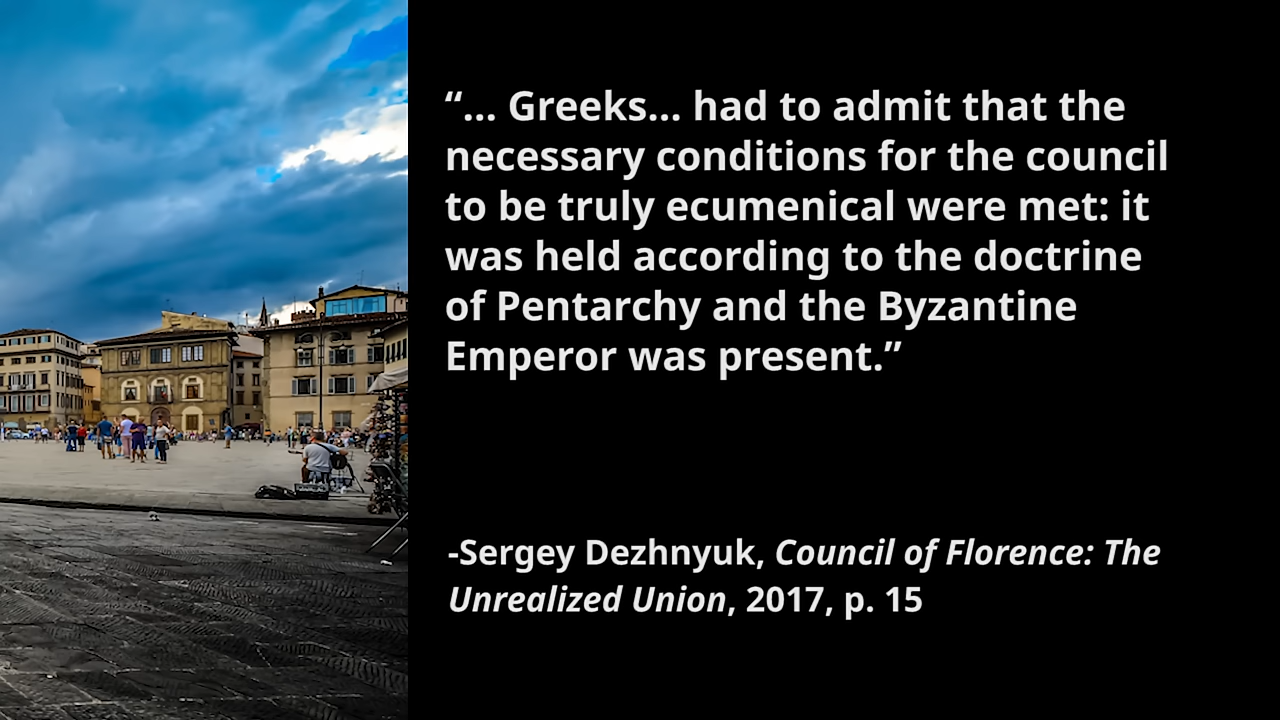 “... Greeks... had to admit that the
necessary conditions for the council
to be truly ecumenical were met: it
was held according to the doctrine
of Pentarchy and the Byzantine
Emperor was present.”
-Sergey Dezhnyuk, Council of Florence: The
Unrealized Union, 2017, p. 15